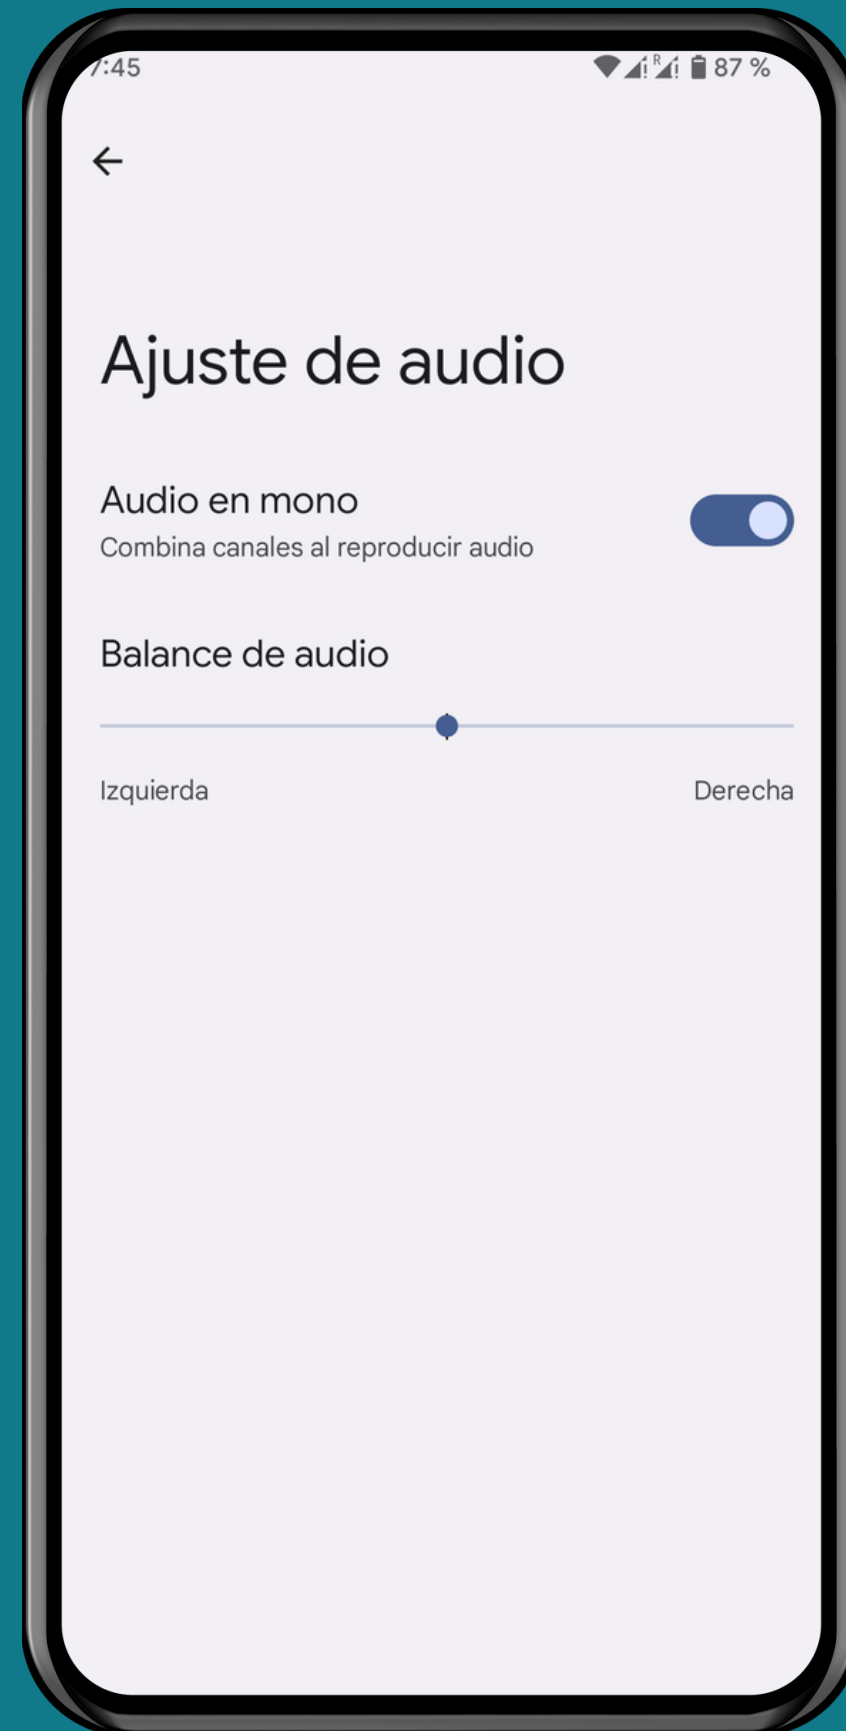 7:45 R 87 %
Ajuste de audio
Audio en mono
Combina canales al reproducir audio
Balance de audio
Izquierda Derecha